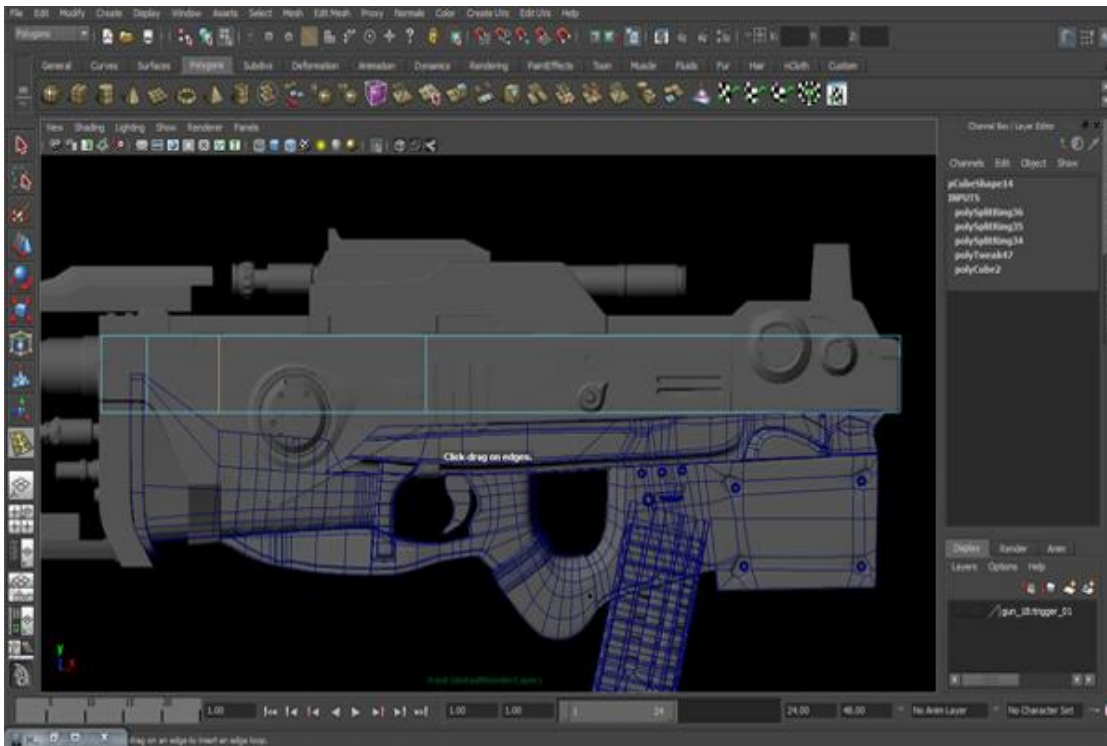 File Edit Modify Create Display Window Assets Select Mesh Edit Mesh Proxy Normals Color Create UVs Edit UVs Help
Polygons
General Curves Surfaces Polygons Subdivs Deformation Animation Dynamics Rendering PaintEffects Toon Muscle Fluids Fur Hair nCloth Custom
View Shading Lighting Show Renderer Panels
Channel Box / Layer Editor
Channels Edit Object Show
pCubeShape14
INPUTS
polySplitRing36
polySplitRing35
polySplitRing34
polyTweak47
polyCube2
Click-drag on edges.
Display Render Anim
Layers Options Help
gun_18:trigger_01
1.00 1.00 1.00 1 24 24.00 48.00 No Anim Layer No Character Set
drag on an edge to insert an edge loop.